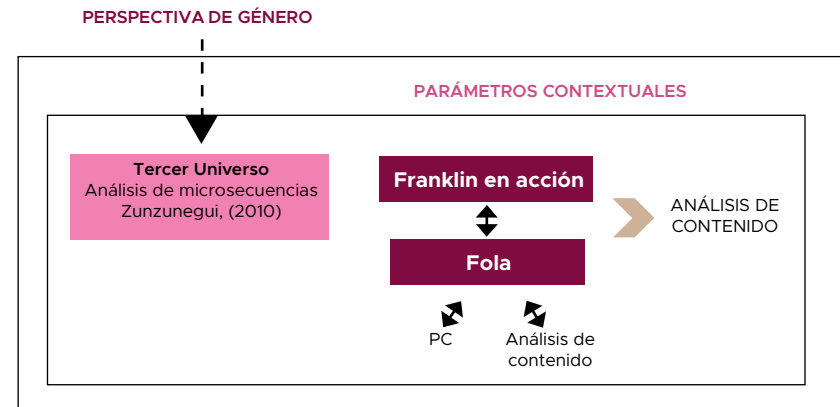 PERSPECTIVA DE GÉNERO
PARÁMETROS CONTEXTUALES
Tercer Universo
Análisis de microsecuencias
Zunzunegui, (2010)
Franklin en acción
Fola
PC
Análisis de
contenido
ANÁLISIS DE
CONTENIDO